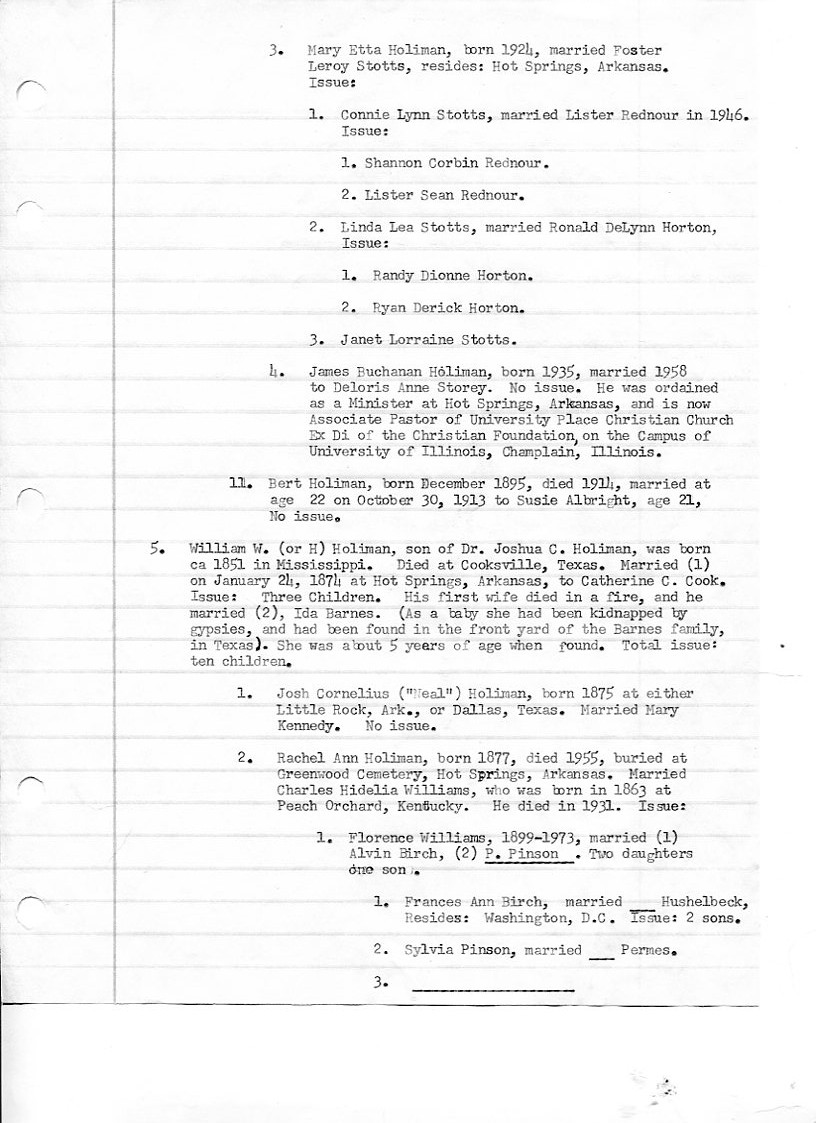 3. Mary Etta Holiman, born 1924, married Foster
Leroy Stotts, resides: Hot Springs, Arkansas.
Issue:
1. Connie Lynn Stotts, married Lister Rednour in 1946.
Issue:
1. Shannon Corbin Rednour.
2. Lister Sean Rednour.
2. Linda Lea Stotts, married Ronald DeLynn Horton,
Issue:
1. Randy Dionne Horton.
2. Ryan Derick Horton.
3. Janet Lorraine Stotts.
4. James Buchanan Holiman, born 1935, married 1958
to Deloris Anne Storey. No issue. He was ordained
as a Minister at Hot Springs, Arkansas, and is now
Associate Pastor of University Place Christian Church
Ex Di of the Christian Foundation, on the Campus of
University of Illinois, Champlain, Illinois.
11. Bert Holiman, born December 1895, died 1914, married at
age 22 on October 30, 1913 to Susie Albright, age 21,
No issue.
5. William W. (or H) Holiman, son of Dr. Joshua C. Holiman, was born
ca 1851 in Mississippi. Died at Cooksville, Texas. Married (1)
on January 24, 1874 at Hot Springs, Arkansas, to Catherine C. Cook.
Issue: Three Children. His first wife died in a fire, and he
married (2), Ida Barnes. (As a baby she had been kidnapped by
gypsies, and had been found in the front yard of the Barnes family,
in Texas). She was about 5 years of age when found. Total issue:
ten children.
1. Josh Cornelius ("Neal") Holiman, born 1875 at either
Little Rock, Ark., or Dallas, Texas. Married Mary
Kennedy. No issue.
2. Rachel Ann Holiman, born 1877, died 1955, buried at
Greenwood Cemetery, Hot Springs, Arkansas. Married
Charles Hidelia Williams, who was born in 1863 at
Peach Orchard, Kentucky. He died in 1931. Issue:
1. Florence Williams, 1899-1973, married (1)
Alvin Birch, (2) P. Pinson . Two daughters
one son.
1. Frances Ann Birch, married ___ Hushelbeck,
Resides: Washington, D.C. Issue: 2 sons.
2. Sylvia Pinson, married ___ Permes.
3. _______________